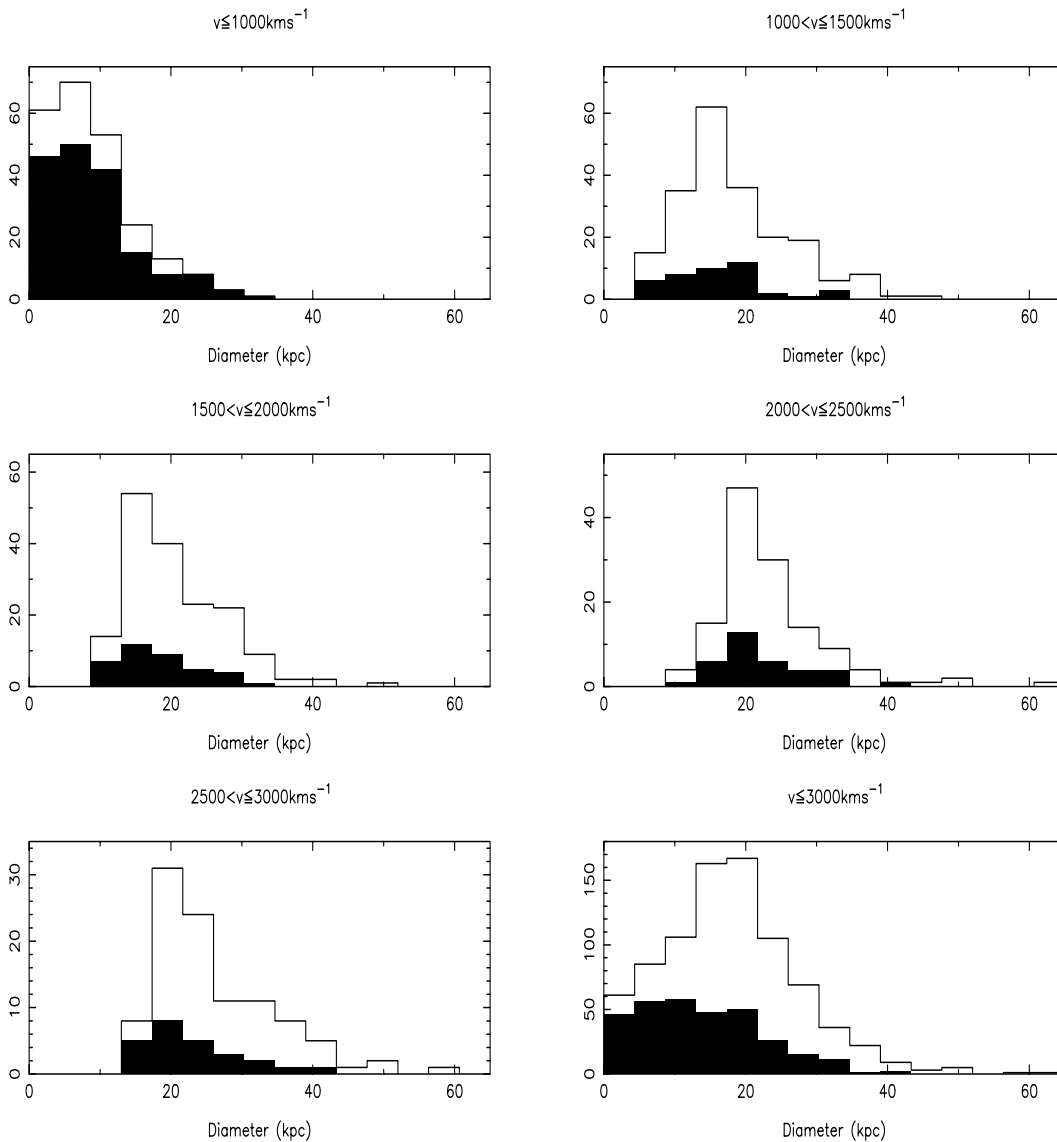 v≦1000kms⁻¹
60
40
20
0
0 20 40 60
Diameter (kpc)
1000<v≦1500kms⁻¹
60
40
20
0
0 20 40 60
Diameter (kpc)
1500<v≦2000kms⁻¹
60
40
20
0
0 20 40 60
Diameter (kpc)
2000<v≦2500kms⁻¹
40
20
0
0 20 40 60
Diameter (kpc)
2500<v≦3000kms⁻¹
30
20
10
0
0 20 40 60
Diameter (kpc)
v≦3000kms⁻¹
150
100
50
0
0 20 40 60
Diameter (kpc)